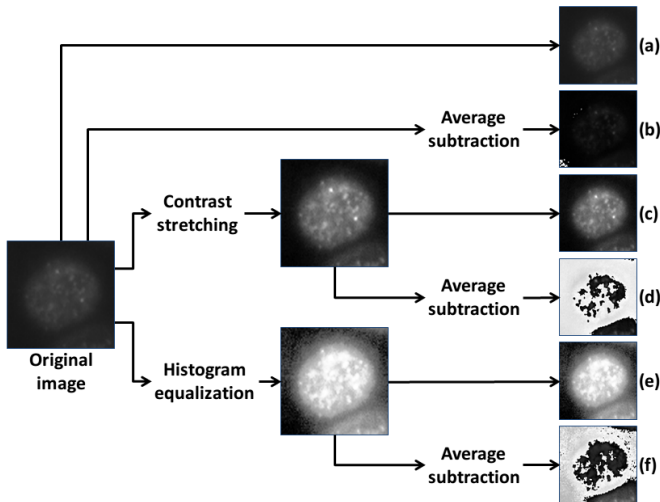 (a)
Average
subtraction
(b)
Contrast
stretching
(c)
Average
subtraction
(d)
Original
image
Histogram
equalization
(e)
Average
subtraction
(f)